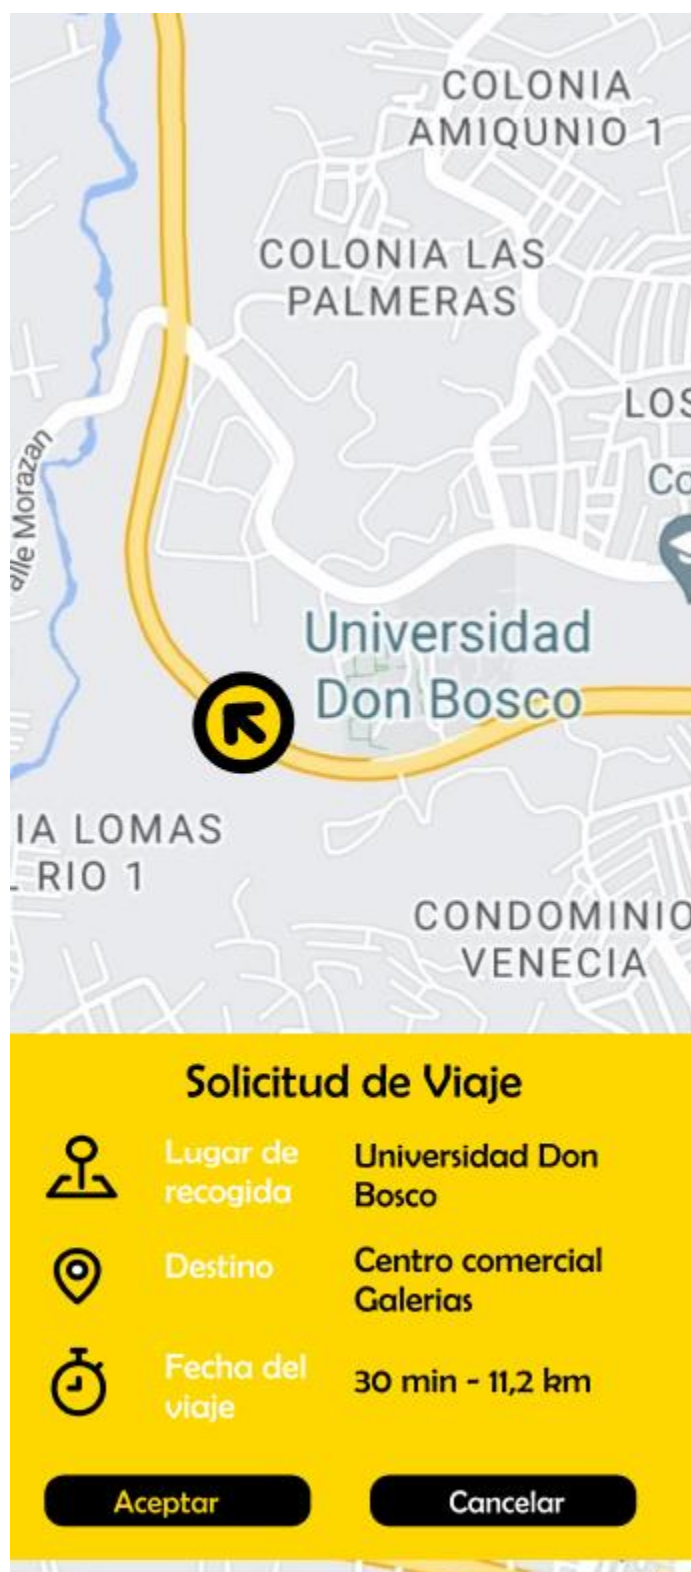 COLONIA
AMIQUNIO 1
COLONIA LAS
PALMERAS
LOS
Co
Morazan
Universidad
Don Bosco
IA LOMAS
RIO 1
CONDOMINIO
VENECIA
Solicitud de Viaje
Lugar de
recogida
Universidad Don
Bosco
Destino
Centro comercial
Galerias
Fecha del
viaje
30 min - 11,2 km
Aceptar
Cancelar